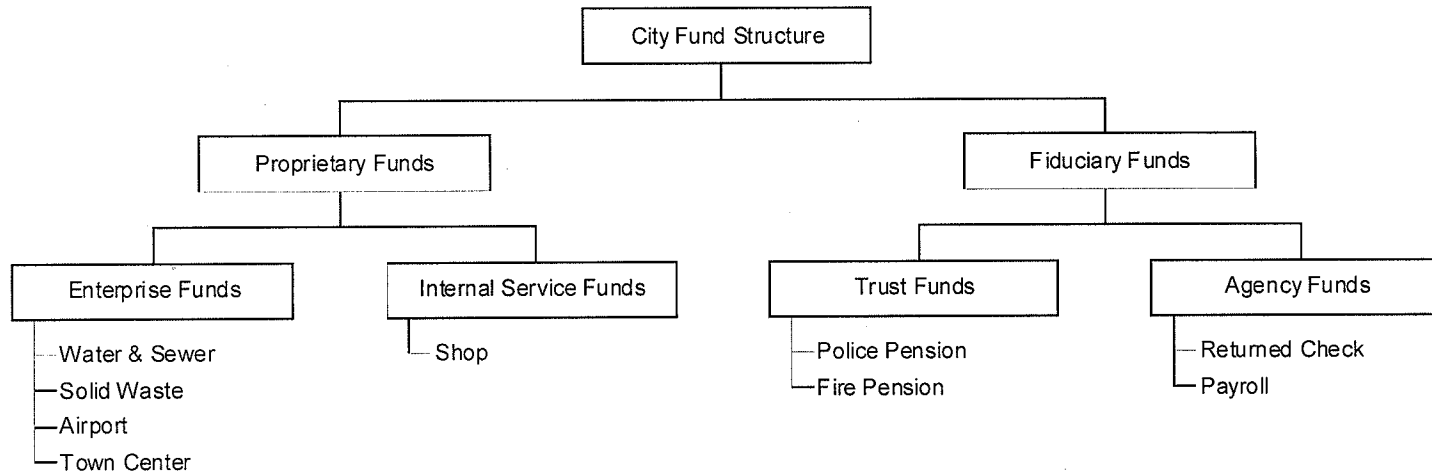 City Fund Structure
Proprietary Funds
Fiduciary Funds
Enterprise Funds
Internal Service Funds
Trust Funds
Agency Funds
Water & Sewer
Solid Waste
Airport
Town Center
Shop
Police Pension
Fire Pension
Returned Check
Payroll